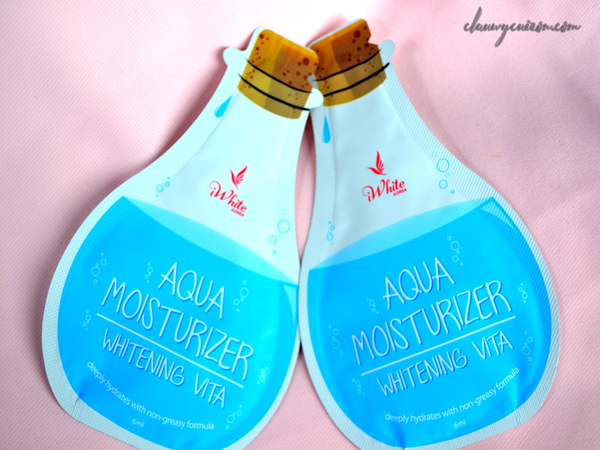 clauwycuizom.com
iWhite
KOREA
AQUA
MOISTURIZER
WHITENING VITA
deeply hydrates with non-greasy formula
6ml
iWhite
KOREA
AQUA
MOISTURIZER
WHITENING VITA
deeply hydrates with non-greasy formula
6ml